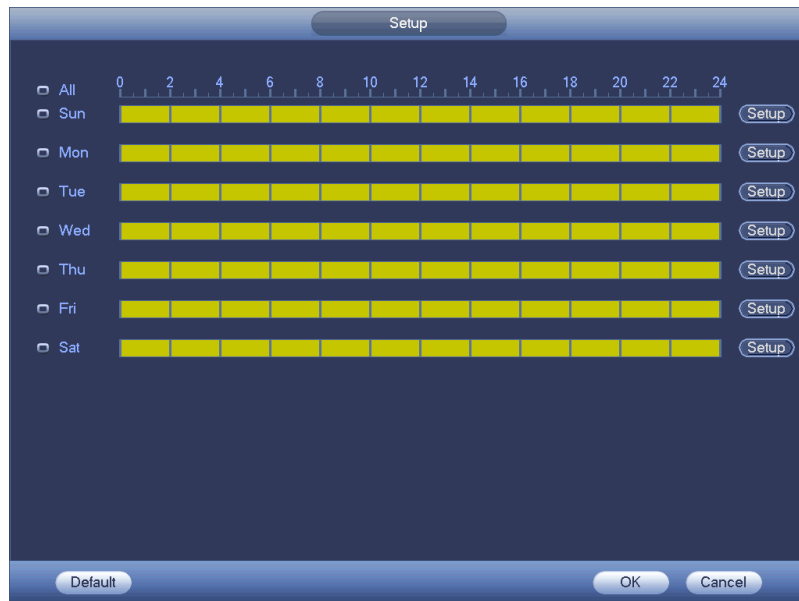 Setup
All 0 2 4 6 8 10 12 14 16 18 20 22 24
Sun Setup
Mon Setup
Tue Setup
Wed Setup
Thu Setup
Fri Setup
Sat Setup
Default OK Cancel